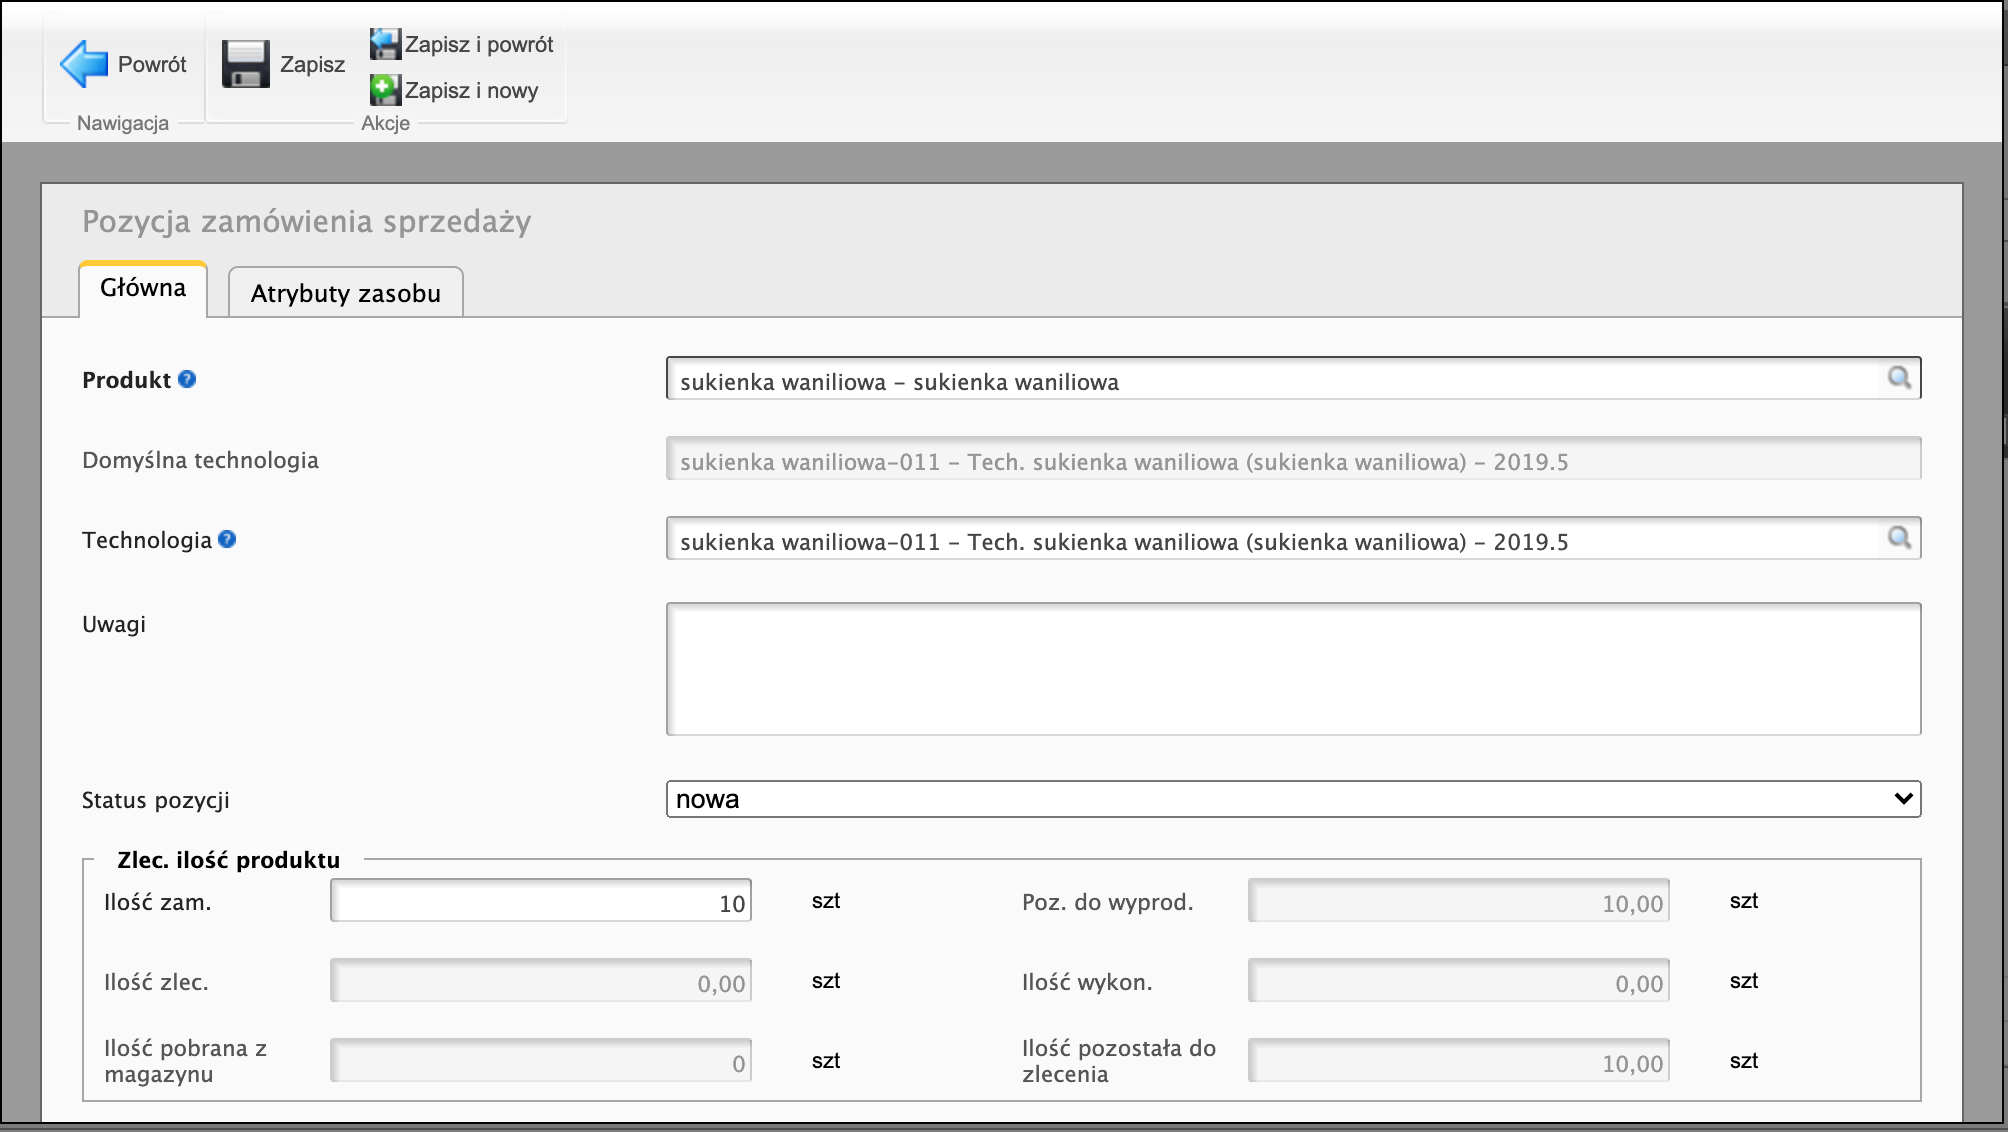 Powrót
Zapisz
Zapisz i powrót
Zapisz i nowy
Nawigacja
Akcje
Pozycja zamówienia sprzedaży
Główna
Atrybuty zasobu
Produkt
sukienka waniliowa - sukienka waniliowa
Domyślna technologia
sukienka waniliowa-011 - Tech. sukienka waniliowa (sukienka waniliowa) - 2019.5
Technologia
sukienka waniliowa-011 - Tech. sukienka waniliowa (sukienka waniliowa) - 2019.5
Uwagi
Status pozycji
nowa
Zlec. ilość produktu
Ilość zam. 10 szt
Poz. do wyprod. 10,00 szt
Ilość zlec. 0,00 szt
Ilość wykon. 0,00 szt
Ilość pobrana z
magazynu
0 szt
Ilość pozostała do
zlecenia
10,00 szt